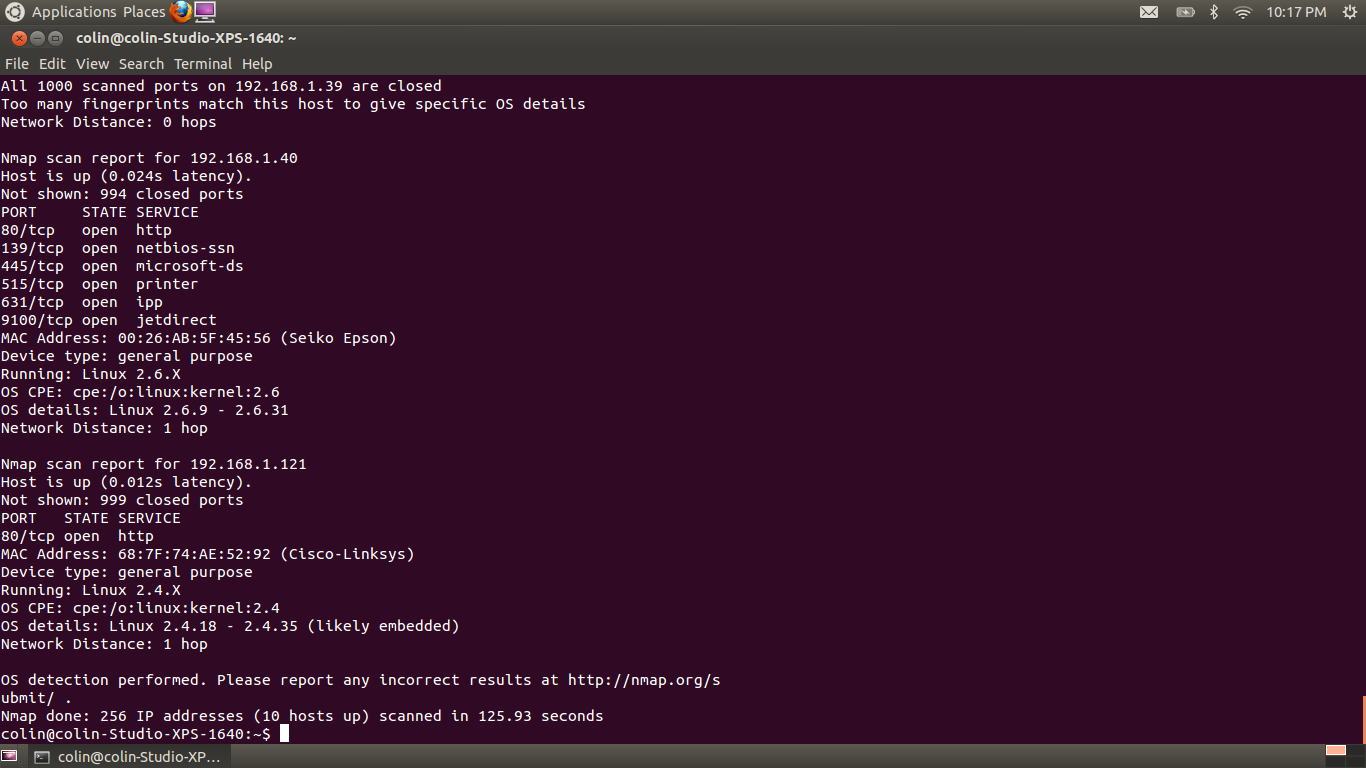 Applications Places 10:17 PM
colin@colin-Studio-XPS-1640: ~
File Edit View Search Terminal Help
All 1000 scanned ports on 192.168.1.39 are closed
Too many fingerprints match this host to give specific OS details
Network Distance: 0 hops

Nmap scan report for 192.168.1.40
Host is up (0.024s latency).
Not shown: 994 closed ports
PORT     STATE SERVICE
80/tcp   open  http
139/tcp  open  netbios-ssn
445/tcp  open  microsoft-ds
515/tcp  open  printer
631/tcp  open  ipp
9100/tcp open  jetdirect
MAC Address: 00:26:AB:5F:45:56 (Seiko Epson)
Device type: general purpose
Running: Linux 2.6.X
OS CPE: cpe:/o:linux:kernel:2.6
OS details: Linux 2.6.9 - 2.6.31
Network Distance: 1 hop

Nmap scan report for 192.168.1.121
Host is up (0.012s latency).
Not shown: 999 closed ports
PORT   STATE SERVICE
80/tcp open  http
MAC Address: 68:7F:74:AE:52:92 (Cisco-Linksys)
Device type: general purpose
Running: Linux 2.4.X
OS CPE: cpe:/o:linux:kernel:2.4
OS details: Linux 2.4.18 - 2.4.35 (likely embedded)
Network Distance: 1 hop

OS detection performed. Please report any incorrect results at http://nmap.org/s
ubmit/ .
Nmap done: 256 IP addresses (10 hosts up) scanned in 125.93 seconds
colin@colin-Studio-XPS-1640:~$
colin@colin-Studio-XP...